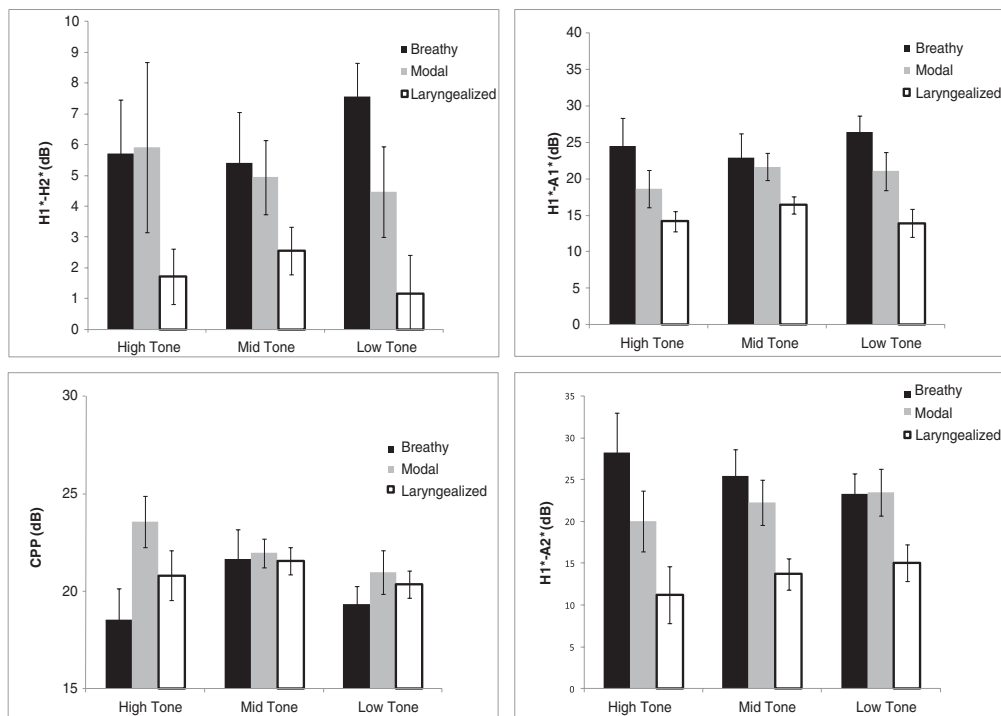 10
9
8
7
6
5
4
3
2
1
0
H1*-H2* (dB)
Breathy
Modal
Laryngealized
High Tone Mid Tone Low Tone
40
35
30
25
20
15
10
5
0
H1*-A1* (dB)
Breathy
Modal
Laryngealized
High Tone Mid Tone Low Tone
30
25
20
15
CPP (dB)
Breathy
Modal
Laryngealized
High Tone Mid Tone Low Tone
35
30
25
20
15
10
5
0
H1*-A2* (dB)
Breathy
Modal
Laryngealized
High Tone Mid Tone Low Tone